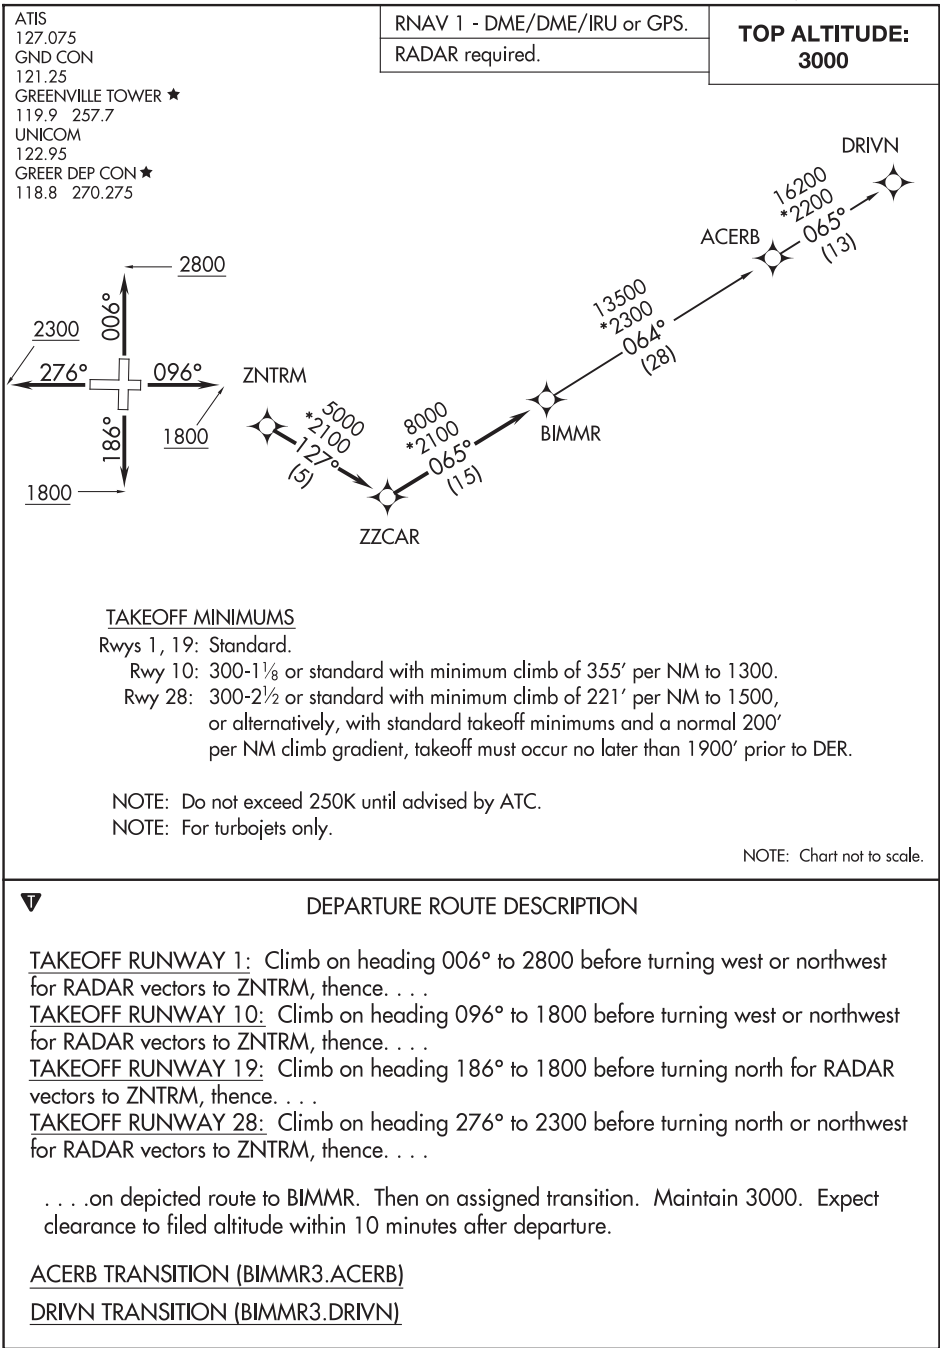 ATIS
127.075
GND CON
121.25
GREENVILLE TOWER ★
119.9 257.7
UNICOM
122.95
GREER DEP CON ★
118.8 270.275
RNAV 1 - DME/DME/IRU or GPS.
RADAR required.
TOP ALTITUDE:
3000
DRIVN
16200
*2200
065°
(13)
ACERB
13500
*2300
064°
(28)
2800
006°
2300
276°
096°
186°
1800
1800
ZNTRM
5000
*2100
127°
(5)
8000
*2100
065°
(15)
BIMMR
ZZCAR
TAKEOFF MINIMUMS
Rwys 1, 19: Standard.
Rwy 10: 300-1⅛ or standard with minimum climb of 355' per NM to 1300.
Rwy 28: 300-2½ or standard with minimum climb of 221' per NM to 1500,
or alternatively, with standard takeoff minimums and a normal 200'
per NM climb gradient, takeoff must occur no later than 1900' prior to DER.
NOTE: Do not exceed 250K until advised by ATC.
NOTE: For turbojets only.
NOTE: Chart not to scale.
T
DEPARTURE ROUTE DESCRIPTION
TAKEOFF RUNWAY 1: Climb on heading 006° to 2800 before turning west or northwest
for RADAR vectors to ZNTRM, thence. . . .
TAKEOFF RUNWAY 10: Climb on heading 096° to 1800 before turning west or northwest
for RADAR vectors to ZNTRM, thence. . . .
TAKEOFF RUNWAY 19: Climb on heading 186° to 1800 before turning north for RADAR
vectors to ZNTRM, thence. . . .
TAKEOFF RUNWAY 28: Climb on heading 276° to 2300 before turning north or northwest
for RADAR vectors to ZNTRM, thence. . . .
. . . .on depicted route to BIMMR. Then on assigned transition. Maintain 3000. Expect
clearance to filed altitude within 10 minutes after departure.
ACERB TRANSITION (BIMMR3.ACERB)
DRIVN TRANSITION (BIMMR3.DRIVN)